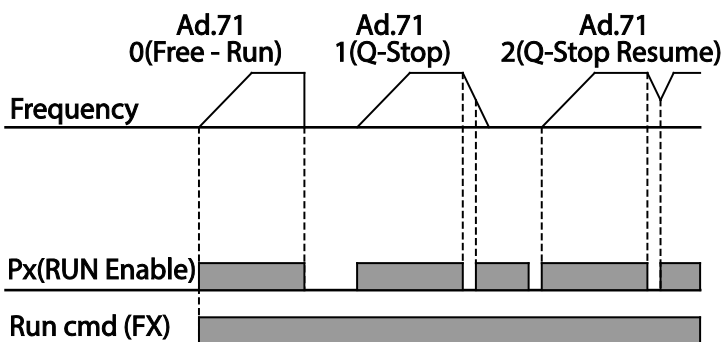 Ad.71
0(Free - Run)
Ad.71
1(Q-Stop)
Ad.71
2(Q-Stop Resume)
Frequency
Px(RUN Enable)
Run cmd (FX)